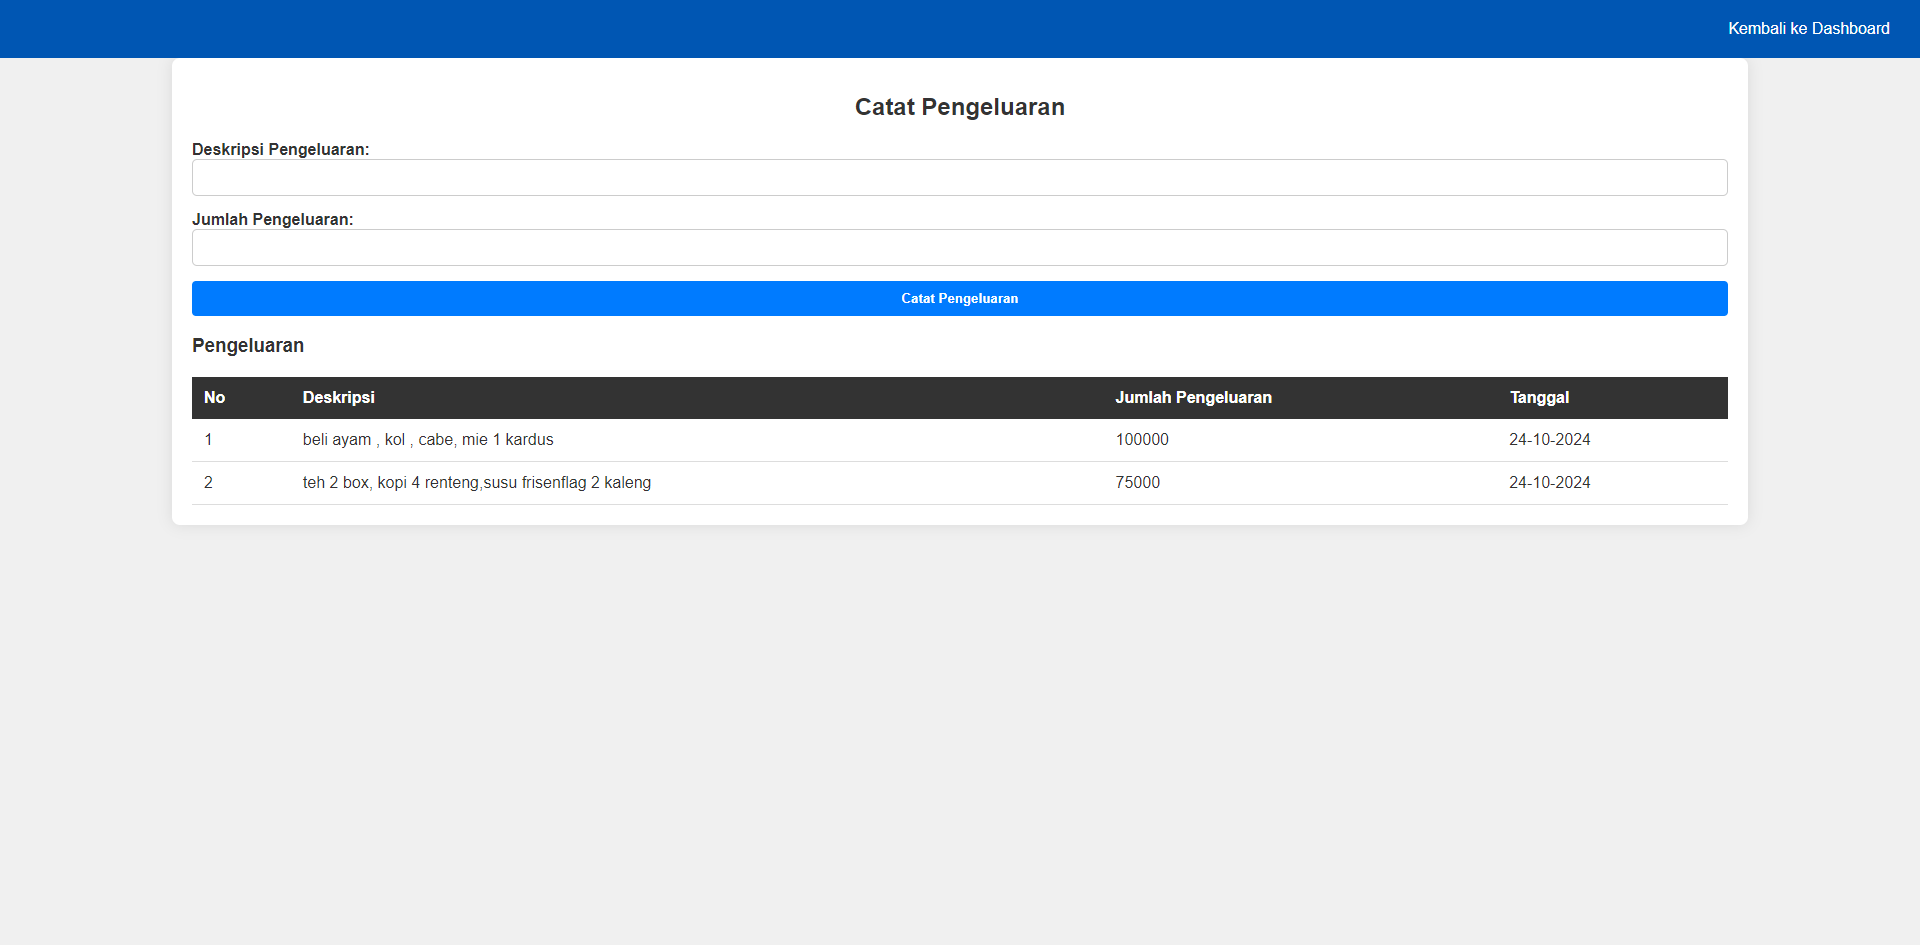 Kembali ke Dashboard
Catat Pengeluaran
Deskripsi Pengeluaran:
Jumlah Pengeluaran:
Catat Pengeluaran
Pengeluaran
No Deskripsi Jumlah Pengeluaran Tanggal
1 beli ayam , kol , cabe, mie 1 kardus 100000 24-10-2024
2 teh 2 box, kopi 4 renteng,susu frisenflag 2 kaleng 75000 24-10-2024